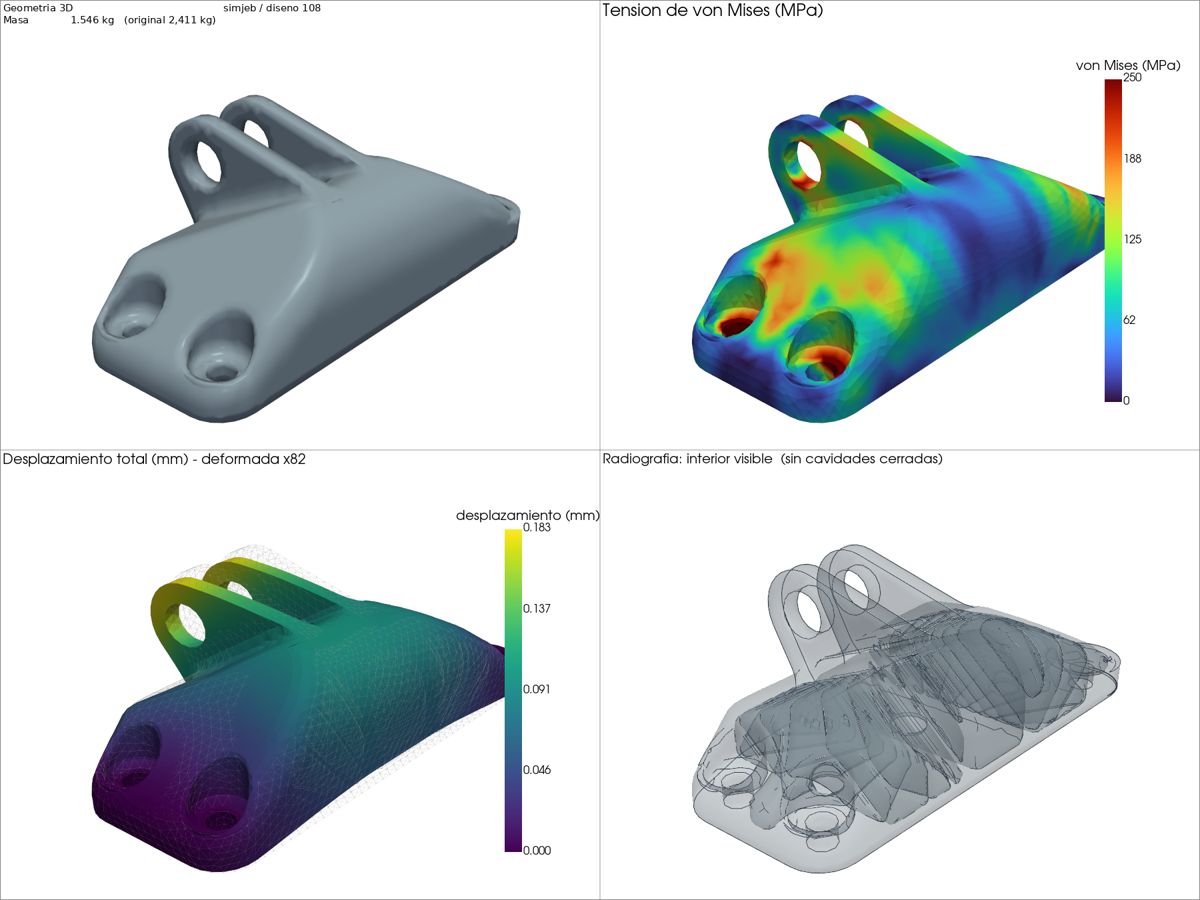 Geometria 3D simjeb / diseno 108
Masa 1.546 kg (original 2,411 kg)
Tension de von Mises (MPa)
von Mises (MPa)
250
188
125
62
0
Desplazamiento total (mm) - deformada x82
desplazamiento (mm)
0.183
0.137
0.091
0.046
0.000
Radiografia: interior visible (sin cavidades cerradas)